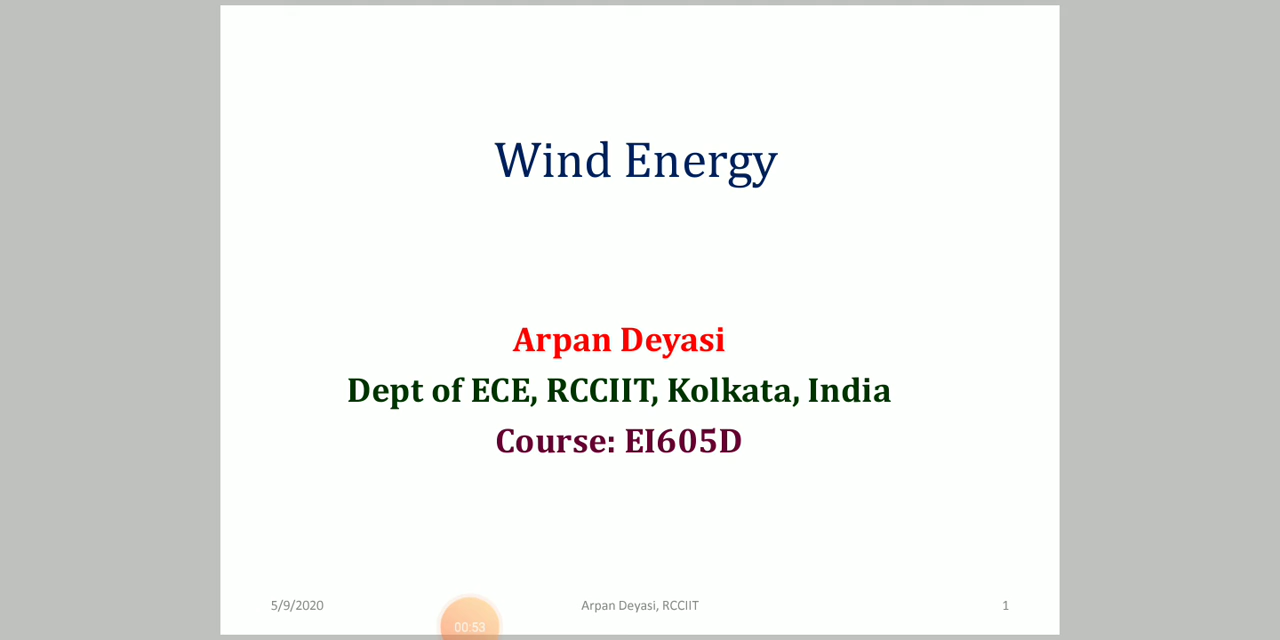 Wind Energy
Arpan Deyasi
Dept of ECE, RCCIIT, Kolkata, India
Course: EI605D
5/9/2020
00:53
Arpan Deyasi, RCCIIT
1